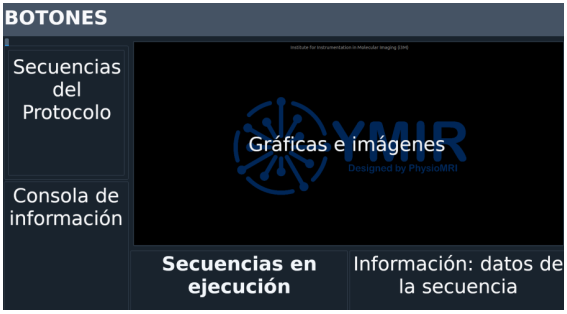 BOTONES
Institute for Instrumentation in Molecular Imaging (I3M)
Secuencias
del
Protocolo
YMIR
Gráficas e imágenes
Designed by PhysioMRI
Consola de
información
Secuencias en
ejecución
Información: datos de
la secuencia